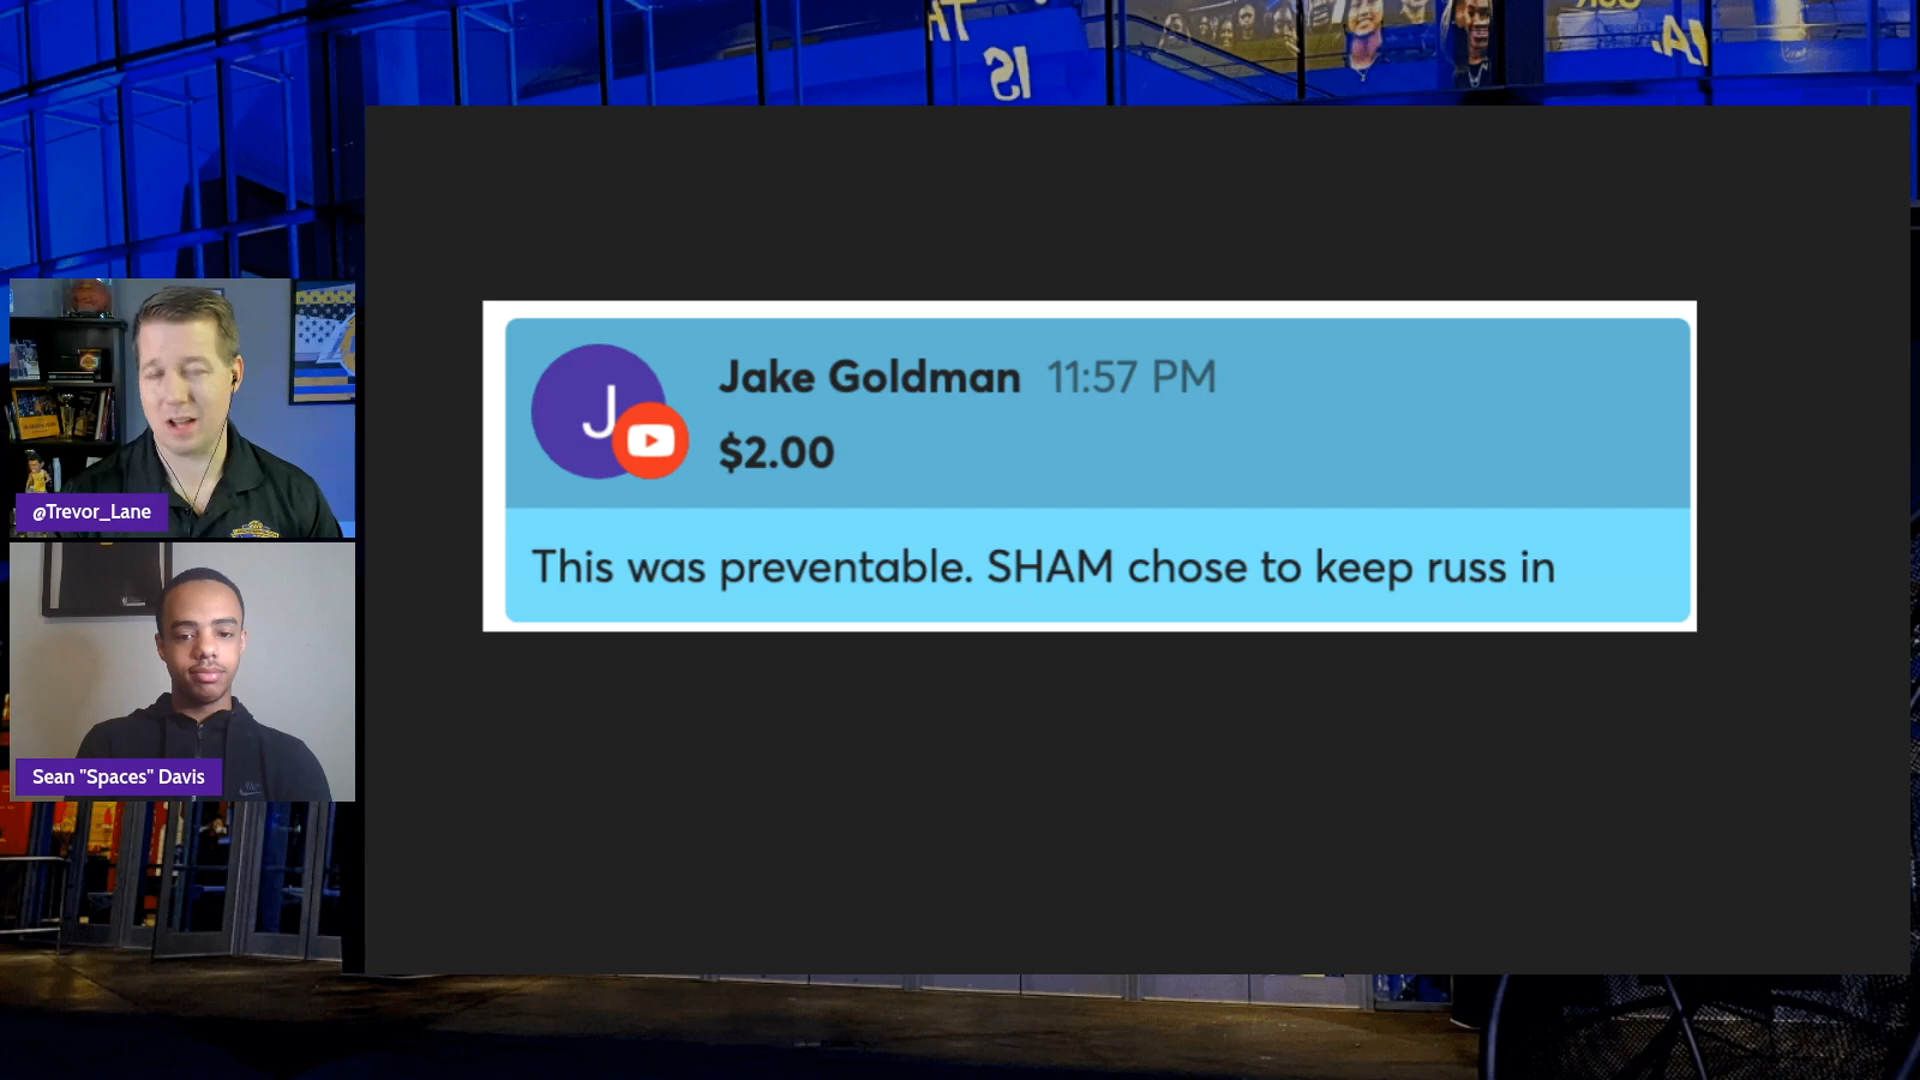 @Trevor_Lane
Sean "Spaces" Davis
J
Jake Goldman 11:57 PM
$2.00
This was preventable. SHAM chose to keep russ in